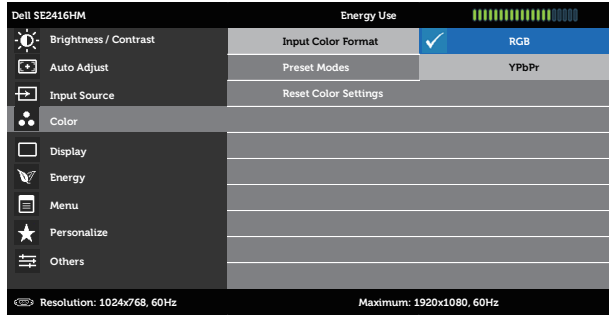 Dell SE2416HM Energy Use
Brightness / Contrast Input Color Format RGB
Auto Adjust Preset Modes YPbPr
Input Source Reset Color Settings
Color
Display
Energy
Menu
Personalize
Others
Resolution: 1024x768, 60Hz Maximum: 1920x1080, 60Hz